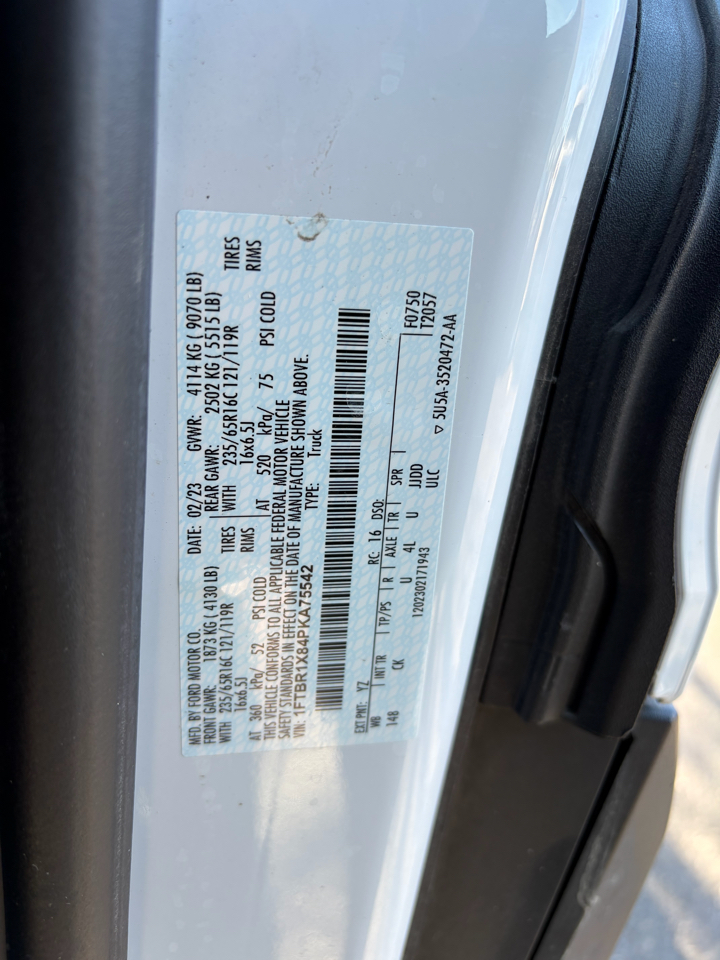 MFD. BY FORD MOTOR CO. DATE: 02/23 GVWR: 4114 KG ( 9070 LB)
FRONT GAWR: 1873 KG ( 4130 LB) REAR GAWR: 2502 KG ( 5515 LB)
WITH 235/65R16C 121/119R TIRES WITH 235/65R16C 121/119R TIRES
16x6.5J RIMS 16x6.5J RIMS
AT 360 kPa/ 52 PSI COLD AT 520 kPa/ 75 PSI COLD
THIS VEHICLE CONFORMS TO ALL APPLICABLE FEDERAL MOTOR VEHICLE
SAFETY STANDARDS IN EFFECT ON THE DATE OF MANUFACTURE SHOWN ABOVE.
VIN: 1FTBR1X84PKA75542 TYPE: Truck
EXT PNT: YZ RC: 16 DSO: F0750
WB INT TR TP/PS R AXLE TR SPR T2057
148 CK U 4L U JJDD
1202302171943 ULC
▽ 5U5A-3520472-AA